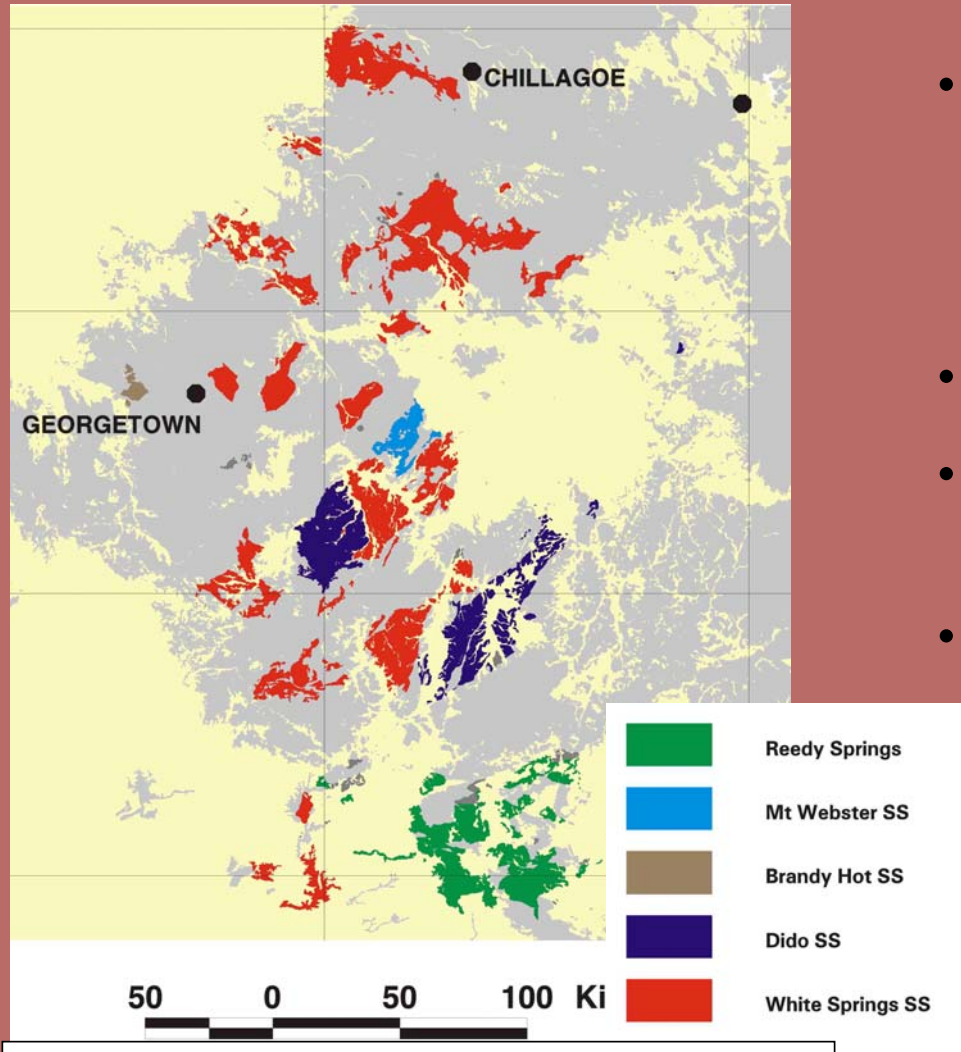 CHILLAGOE
GEORGETOWN
Reedy Springs
Mt Webster SS
Brandy Hot SS
Dido SS
White Springs SS
50 0 50 100 Ki